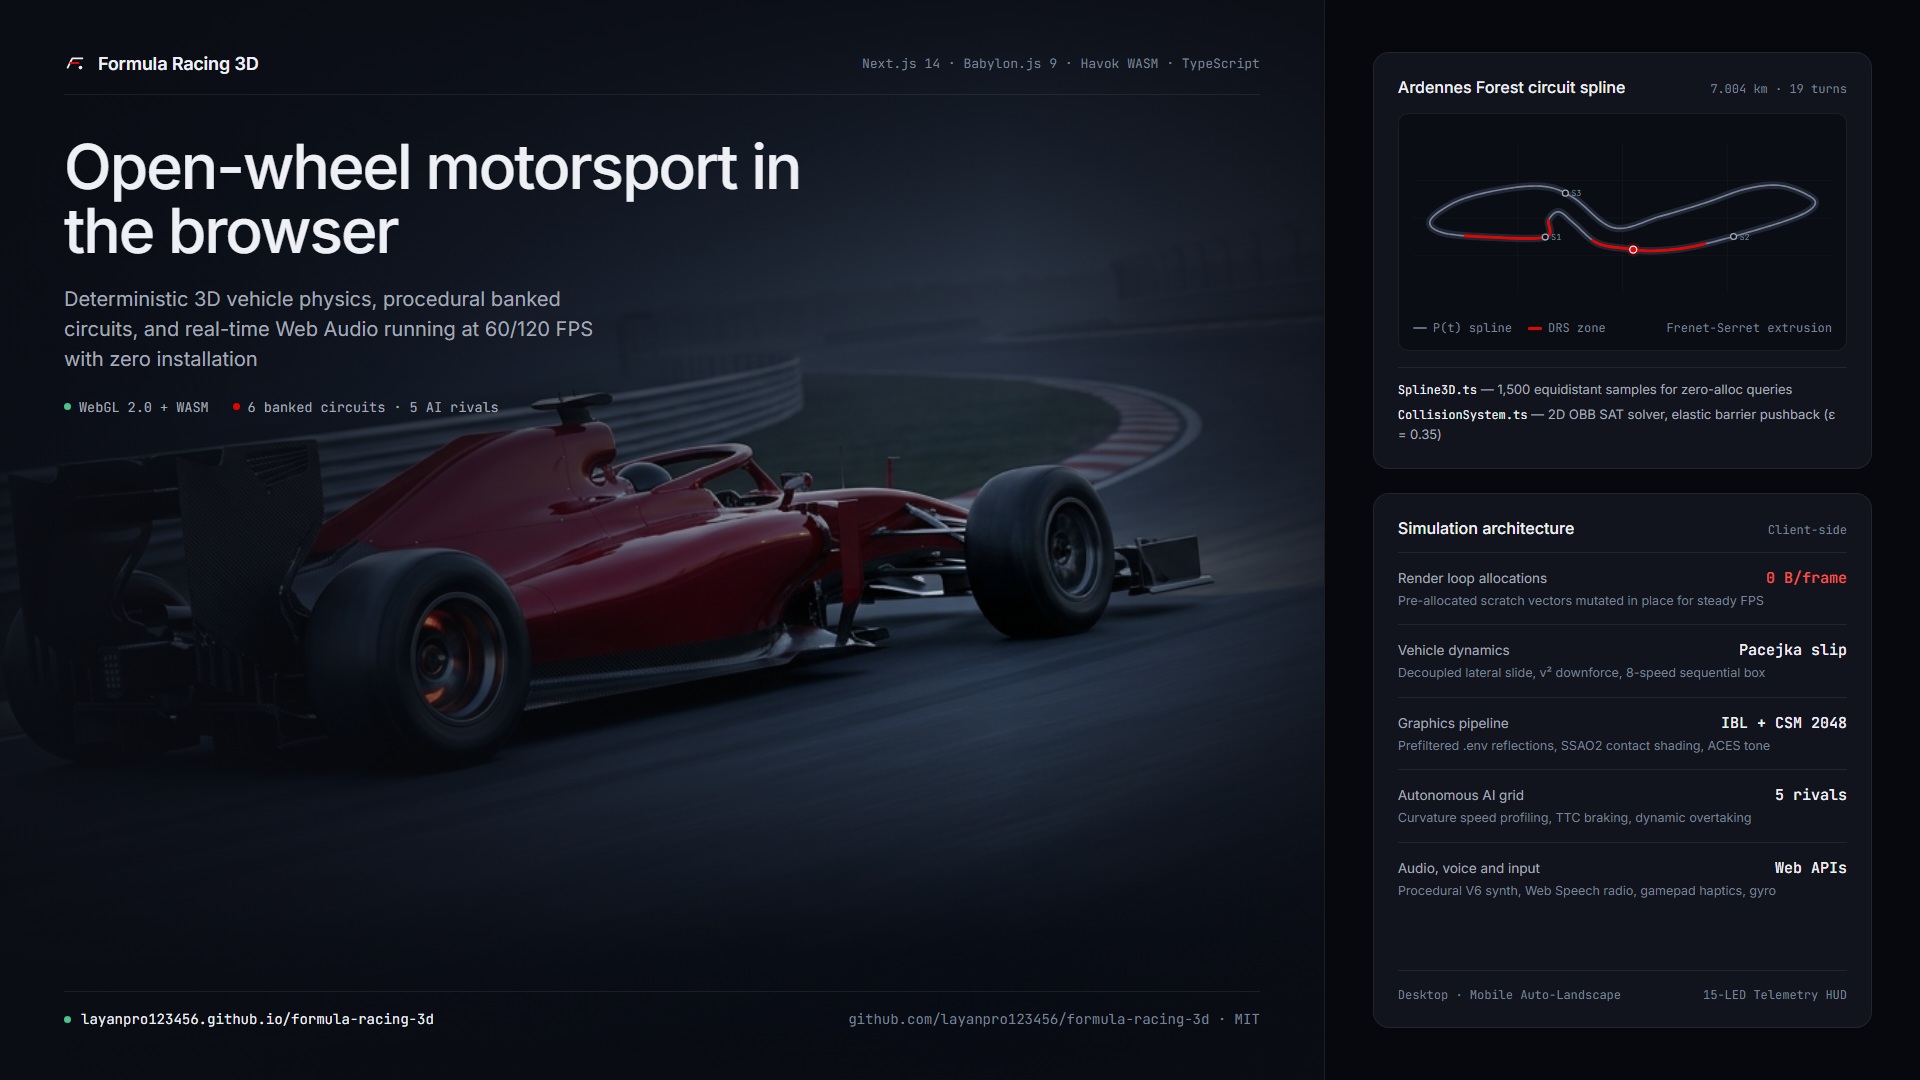 Formula Racing 3D
Next.js 14 · Babylon.js 9 · Havok WASM · TypeScript
Open-wheel motorsport in
the browser
Deterministic 3D vehicle physics, procedural banked
circuits, and real-time Web Audio running at 60/120 FPS
with zero installation
WebGL 2.0 + WASM
6 banked circuits · 5 AI rivals
layanpro123456.github.io/formula-racing-3d
github.com/layanpro123456/formula-racing-3d · MIT
Ardennes Forest circuit spline
7.004 km · 19 turns
S3
S1
S2
P(t) spline
DRS zone
Frenet-Serret extrusion
Spline3D.ts — 1,500 equidistant samples for zero-alloc queries
CollisionSystem.ts — 2D OBB SAT solver, elastic barrier pushback (ε
= 0.35)
Simulation architecture
Client-side
Render loop allocations
0 B/frame
Pre-allocated scratch vectors mutated in place for steady FPS
Vehicle dynamics
Pacejka slip
Decoupled lateral slide, v² downforce, 8-speed sequential box
Graphics pipeline
IBL + CSM 2048
Prefiltered .env reflections, SSAO2 contact shading, ACES tone
Autonomous AI grid
5 rivals
Curvature speed profiling, TTC braking, dynamic overtaking
Audio, voice and input
Web APIs
Procedural V6 synth, Web Speech radio, gamepad haptics, gyro
Desktop · Mobile Auto-Landscape
15-LED Telemetry HUD